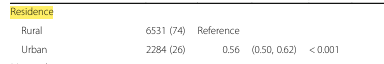 Residence
Rural 6531 (74) Reference
Urban 2284 (26) 0.56 (0.50, 0.62) < 0.001